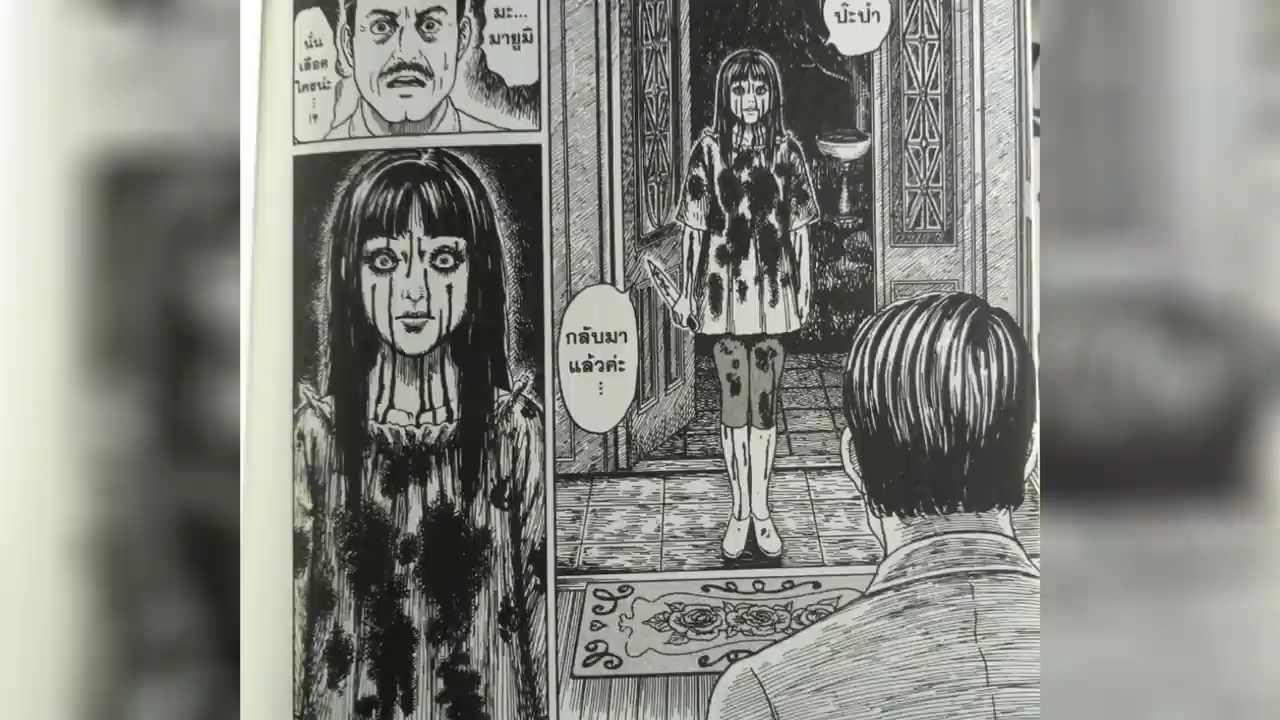 มะ...
มายูมิ
นั่น
เลือด
ใครน่ะ
...
!?
ป๊ะป๋า
กลับมา
แล้วค่ะ
...